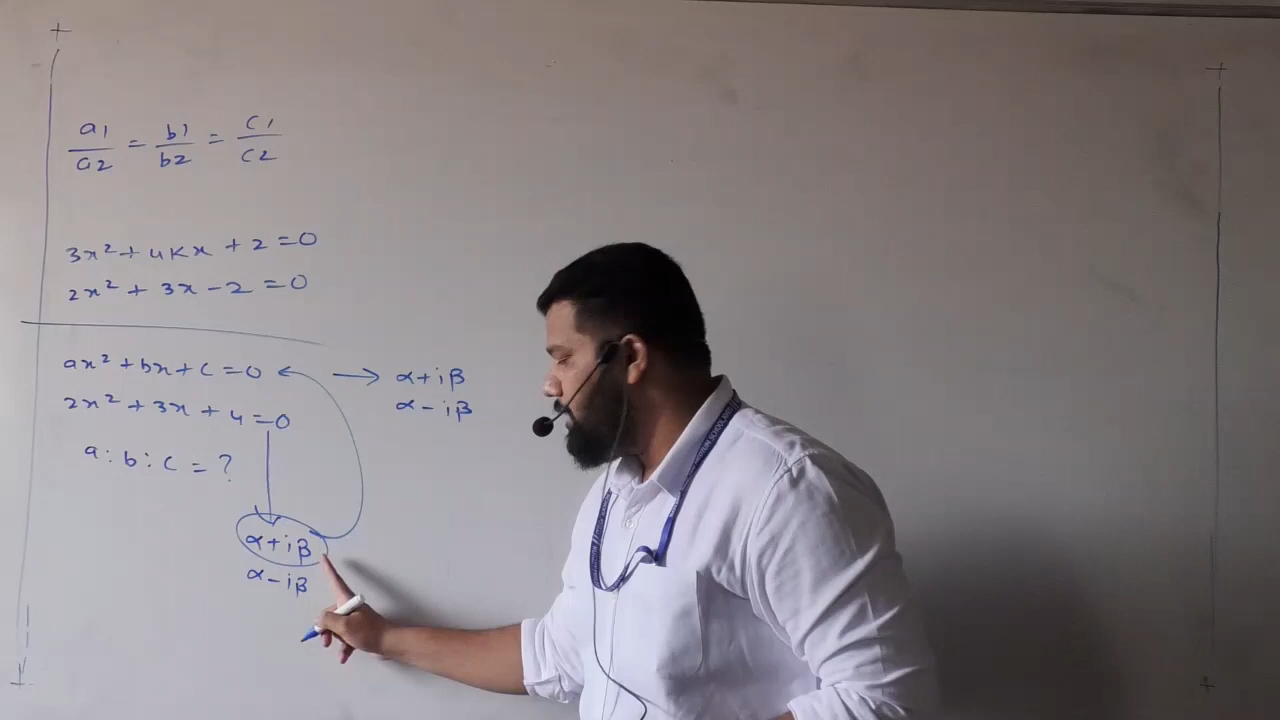 a1/a2 = b1/b2 = c1/c2
3x² + 4Kx + 2 = 0
2x² + 3x - 2 = 0
ax² + bx + c = 0 ← → α + iβ
α - iβ
2x² + 3x + 4 = 0
a : b : c = ?
α + iβ
α - iβ